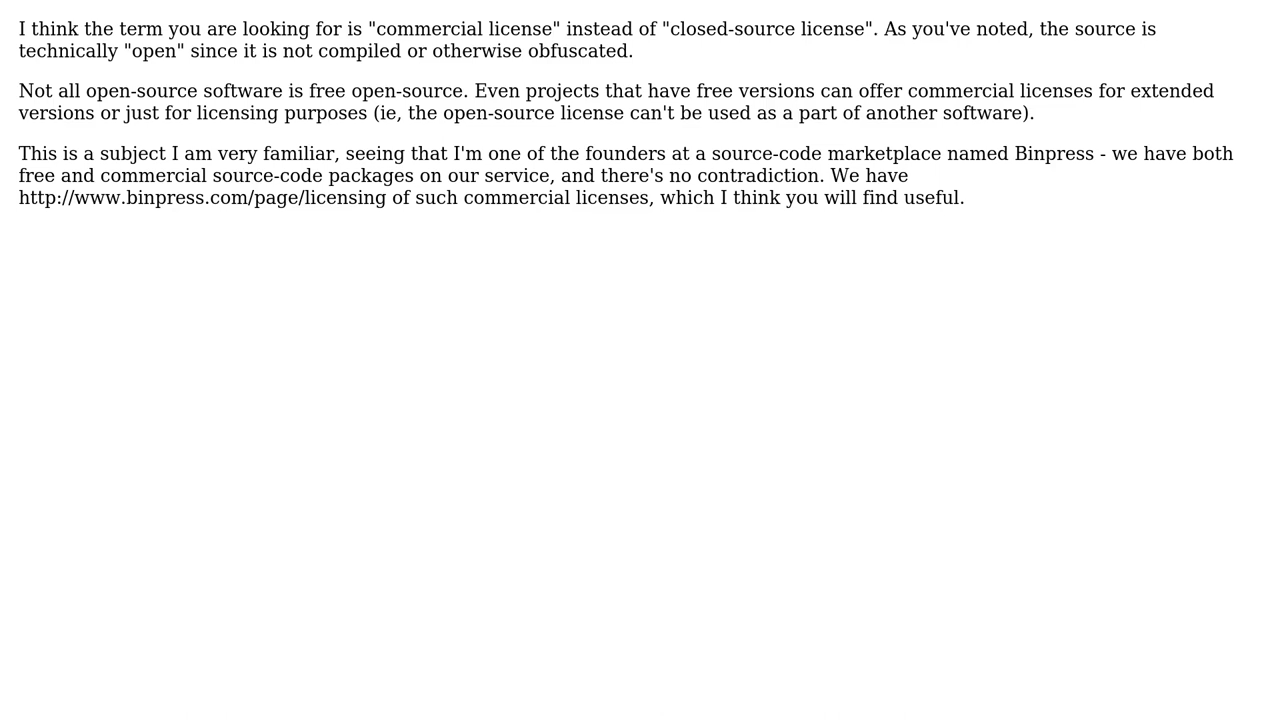 I think the term you are looking for is "commercial license" instead of "closed-source license". As you've noted, the source is
technically "open" since it is not compiled or otherwise obfuscated.
Not all open-source software is free open-source. Even projects that have free versions can offer commercial licenses for extended
versions or just for licensing purposes (ie, the open-source license can't be used as a part of another software).
This is a subject I am very familiar, seeing that I'm one of the founders at a source-code marketplace named Binpress - we have both
free and commercial source-code packages on our service, and there's no contradiction. We have
http://www.binpress.com/page/licensing of such commercial licenses, which I think you will find useful.